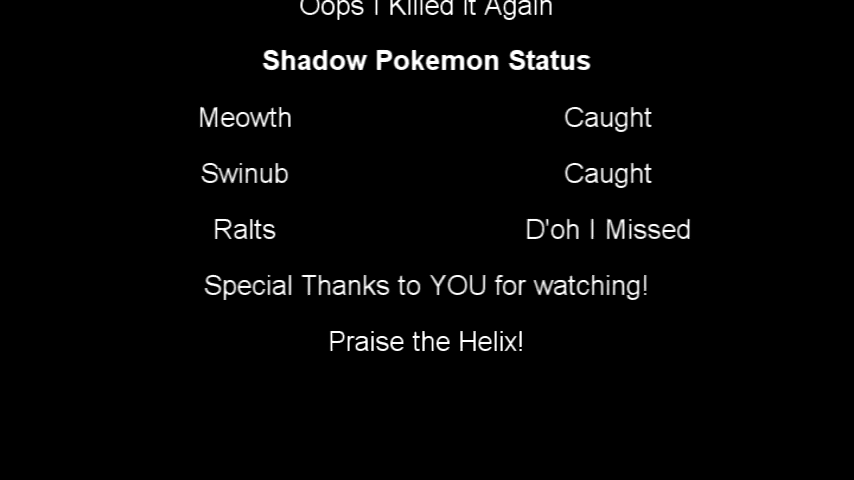 Oops I Killed It Again
Shadow Pokemon Status
Meowth Caught
Swinub Caught
Ralts D'oh I Missed
Special Thanks to YOU for watching!
Praise the Helix!